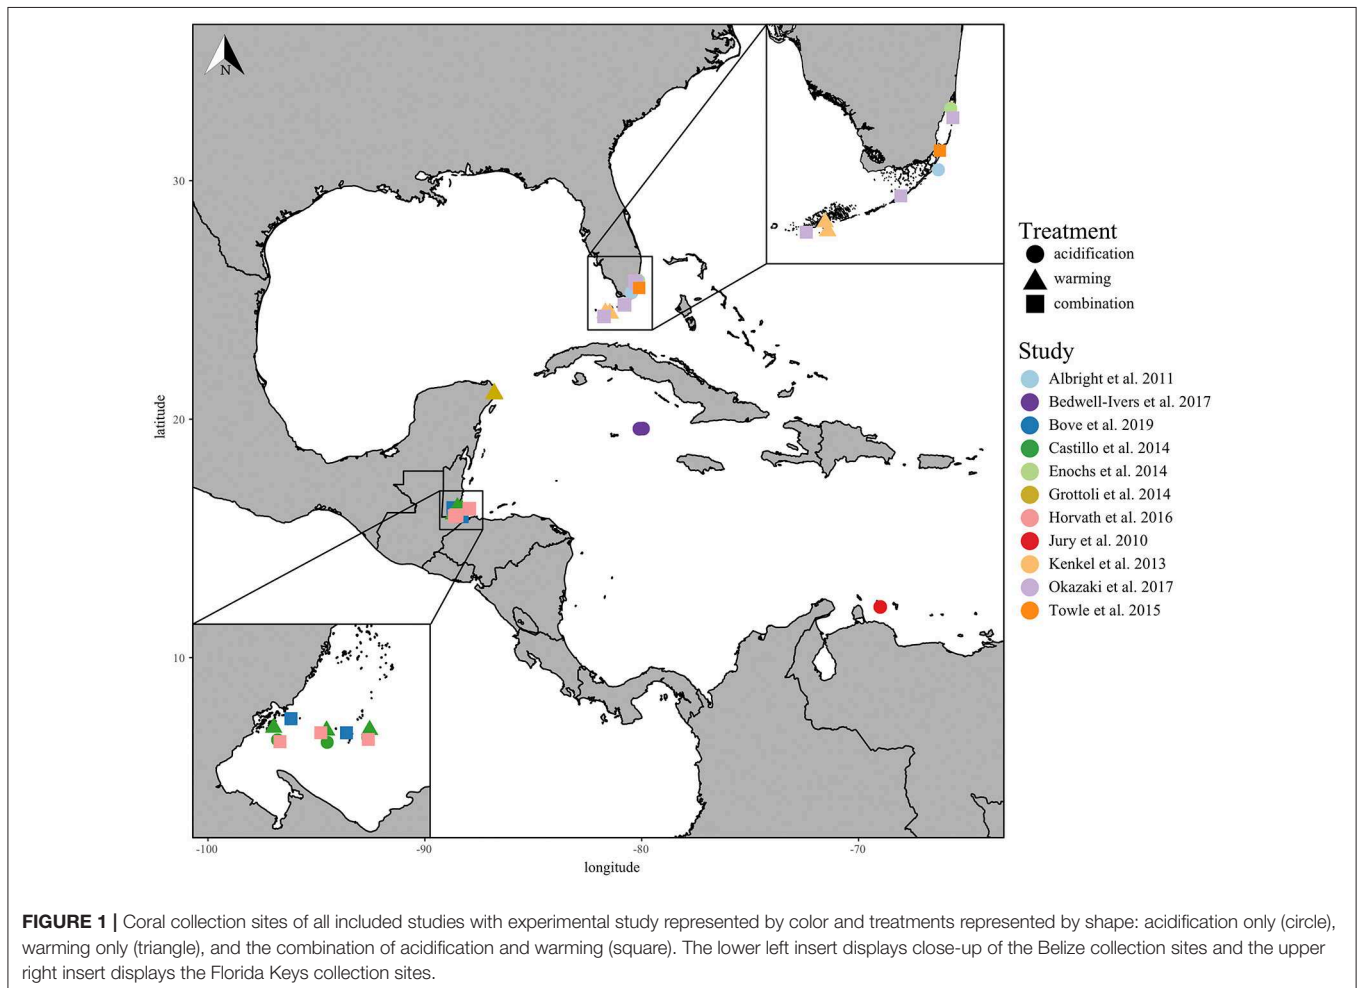 N
30
20
10
latitude
-100
-90
-80
-70
longitude
Treatment
acidification
warming
combination
Study
Albright et al. 2011
Bedwell-Ivers et al. 2017
Bove et al. 2019
Castillo et al. 2014
Enochs et al. 2014
Grottoli et al. 2014
Horvath et al. 2016
Jury et al. 2010
Kenkel et al. 2013
Okazaki et al. 2017
Towle et al. 2015
FIGURE 1 | Coral collection sites of all included studies with experimental study represented by color and treatments represented by shape: acidification only (circle),
warming only (triangle), and the combination of acidification and warming (square). The lower left insert displays close-up of the Belize collection sites and the upper
right insert displays the Florida Keys collection sites.